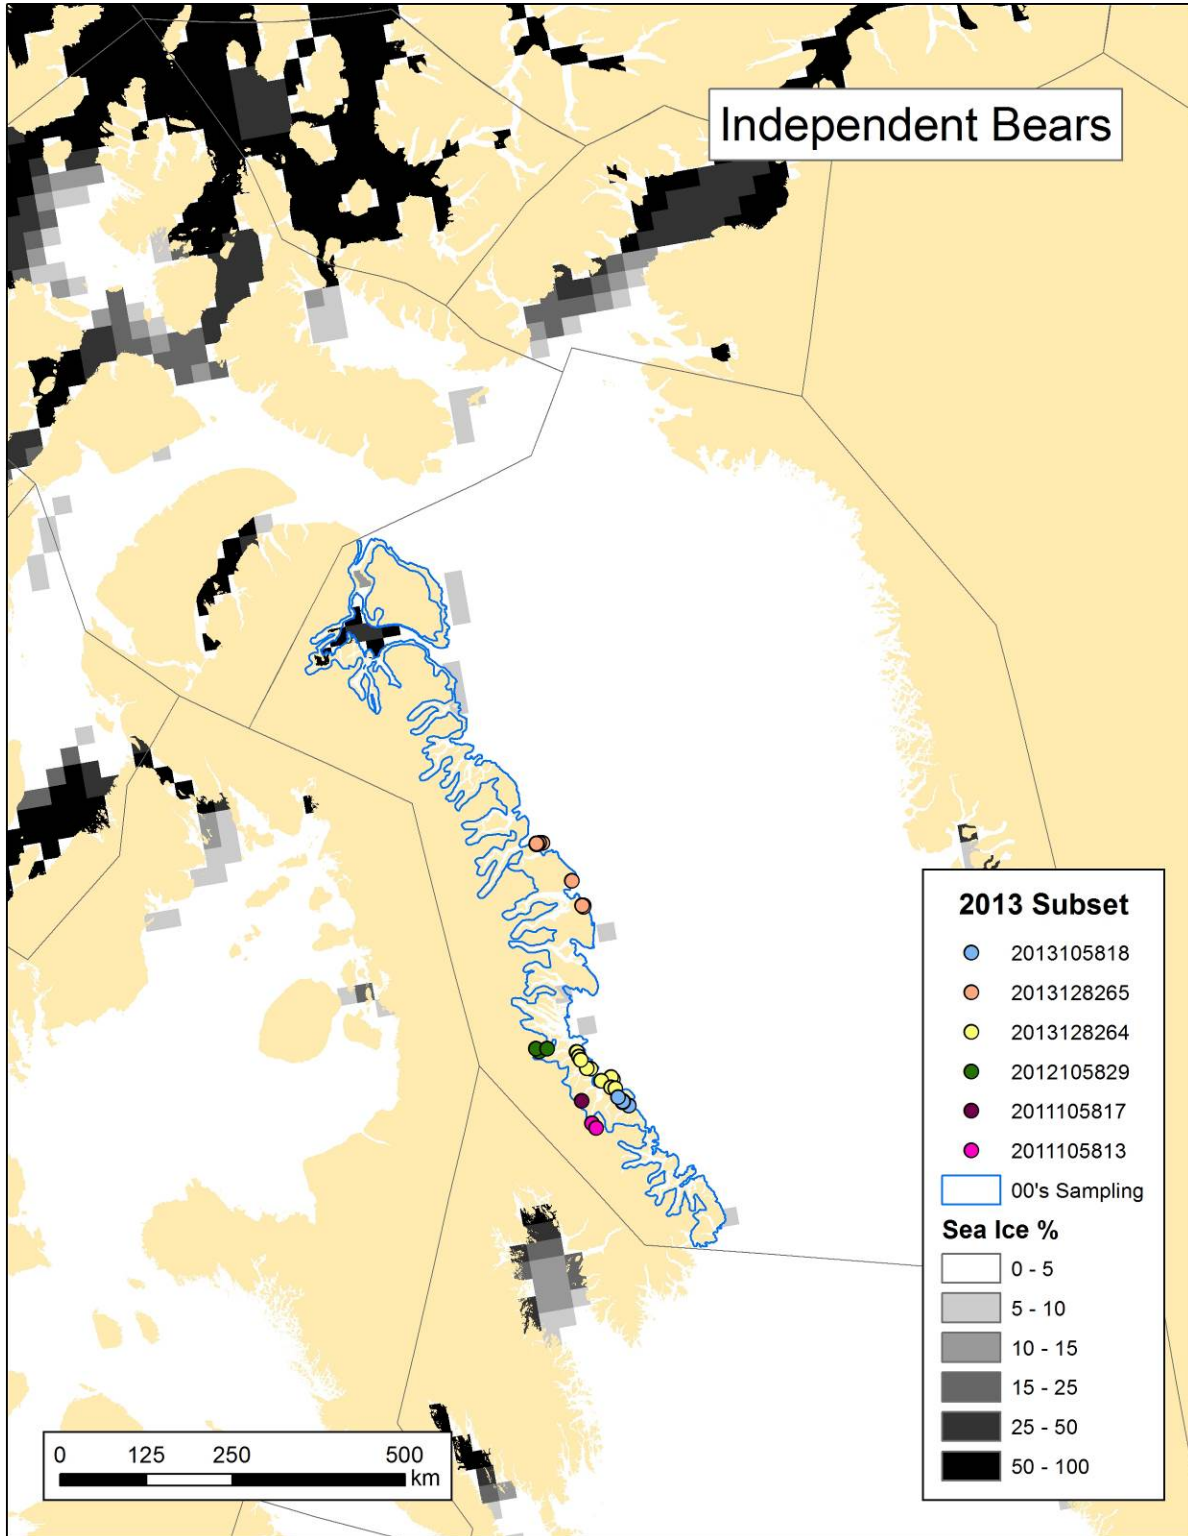 Independent Bears
2013 Subset
2013105818
2013128265
2013128264
2012105829
2011105817
2011105813
00's Sampling
Sea Ice %
0 - 5
5 - 10
10 - 15
15 - 25
25 - 50
50 - 100
0 125 250 500
km